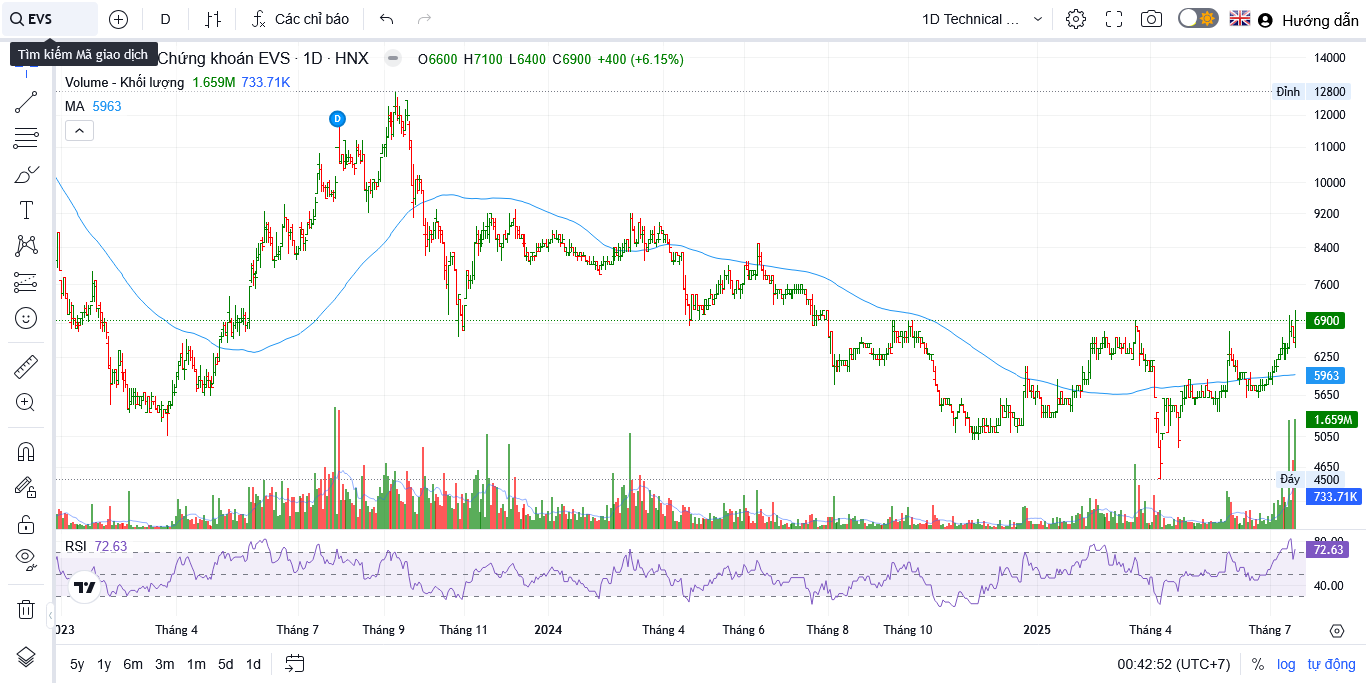 EVS
D
Các chỉ báo
1D Technical ...
Hướng dẫn
Tìm kiếm Mã giao dịch
Chứng khoán EVS · 1D · HNX
O6600 H7100 L6400 C6900 +400 (+6.15%)
Volume - Khối lượng 1.659M 733.71K
MA 5963
D
14000
Đỉnh 12800
12000
11000
10000
9200
8400
7600
6900
6250
5963
5650
1.659M
5050
4650
Đáy 4500
733.71K
RSI 72.63
80.00
72.63
40.00
023 Tháng 4 Tháng 7 Tháng 9 Tháng 11 2024 Tháng 4 Tháng 6 Tháng 8 Tháng 10 2025 Tháng 4 Tháng 7
5y 1y 6m 3m 1m 5d 1d
00:42:52 (UTC+7) % log tự động